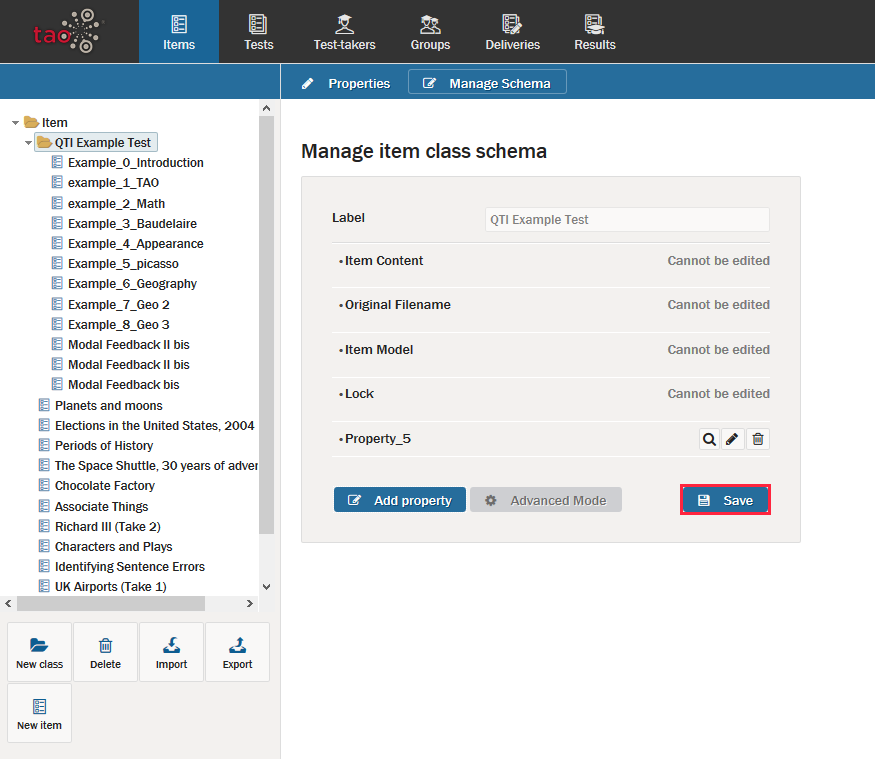 tao
Items
Tests
Test-takers
Groups
Deliveries
Results
Properties
Manage Schema
Item
QTI Example Test
Example_0_Introduction
example_1_TAO
example_2_Math
Example_3_Baudelaire
Example_4_Appearance
Example_5_picasso
Example_6_Geography
Example_7_Geo 2
Example_8_Geo 3
Modal Feedback II bis
Modal Feedback II bis
Modal Feedback bis
Planets and moons
Elections in the United States, 2004
Periods of History
The Space Shuttle, 30 years of adver
Chocolate Factory
Associate Things
Richard III (Take 2)
Characters and Plays
Identifying Sentence Errors
UK Airports (Take 1)
New class
Delete
Import
Export
New item
Manage item class schema
Label
QTI Example Test
Item Content Cannot be edited
Original Filename Cannot be edited
Item Model Cannot be edited
Lock Cannot be edited
Property_5
Add property
Advanced Mode
Save